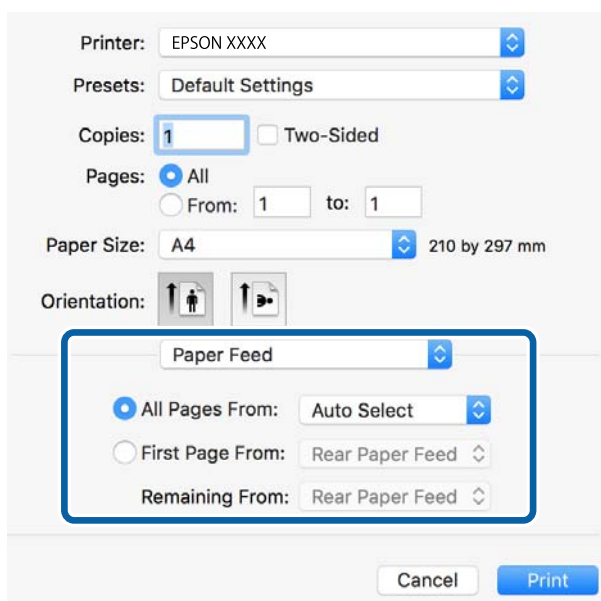 Printer: EPSON XXXX
Presets: Default Settings
Copies: 1 Two-Sided
Pages: All
From: 1 to: 1
Paper Size: A4 210 by 297 mm
Orientation:
Paper Feed
All Pages From: Auto Select
First Page From: Rear Paper Feed
Remaining From: Rear Paper Feed
Cancel Print